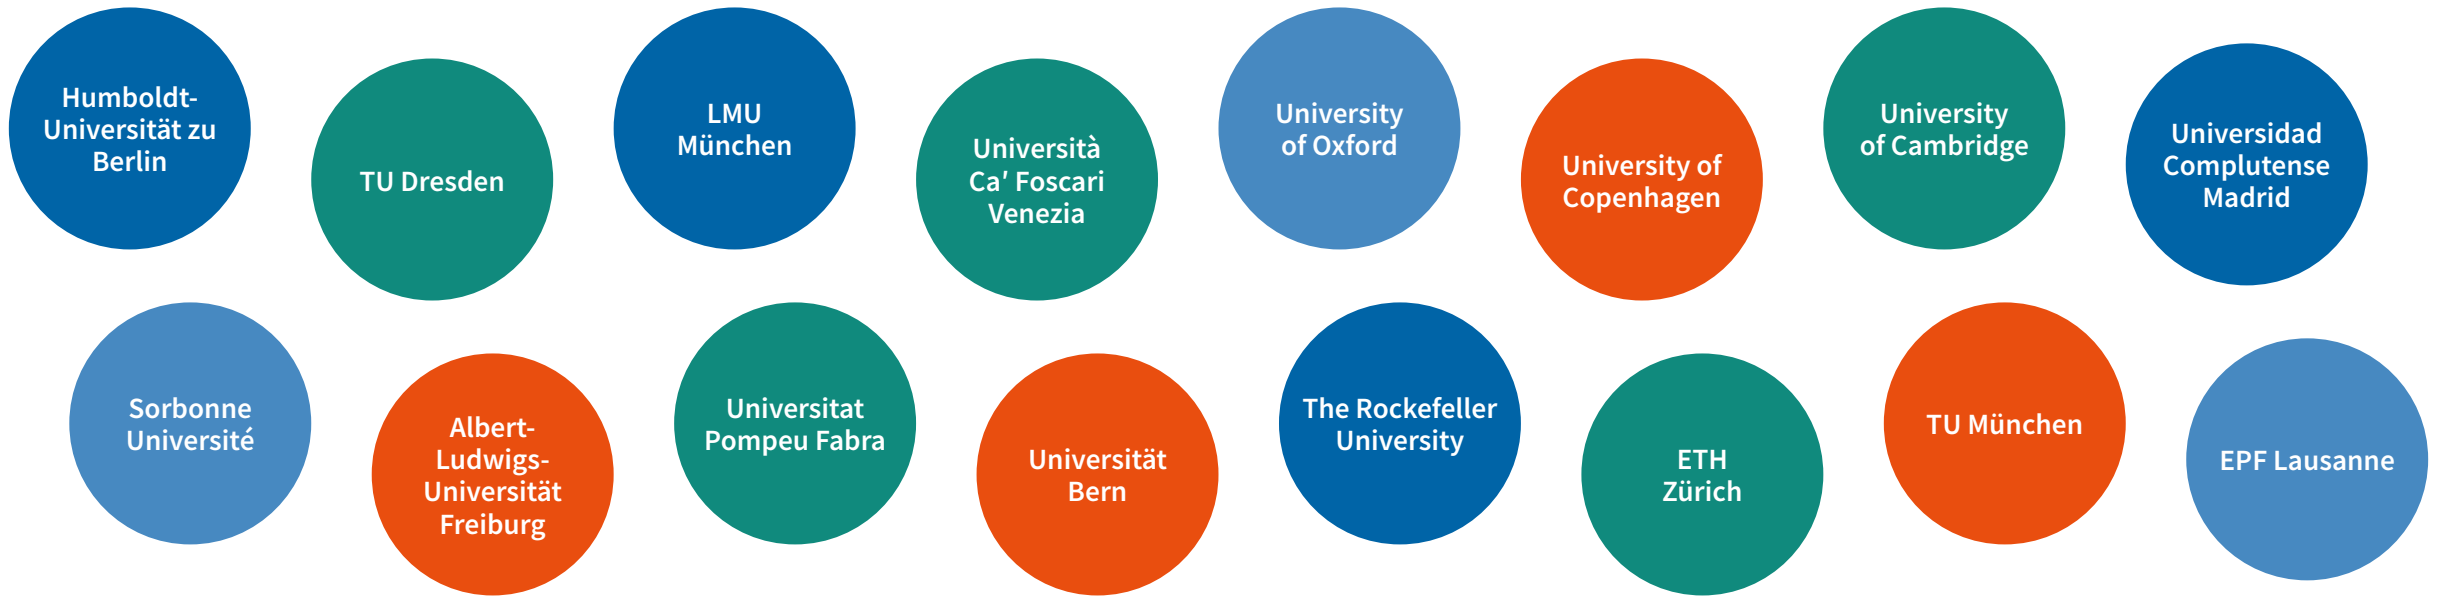 Humboldt-
Universität zu
Berlin
TU Dresden
LMU
München
Università
Ca' Foscari
Venezia
University
of Oxford
University of
Copenhagen
University
of Cambridge
Universidad
Complutense
Madrid
Sorbonne
Université
Albert-
Ludwigs-
Universität
Freiburg
Universitat
Pompeu Fabra
Universität
Bern
The Rockefeller
University
ETH
Zürich
TU München
EPF Lausanne